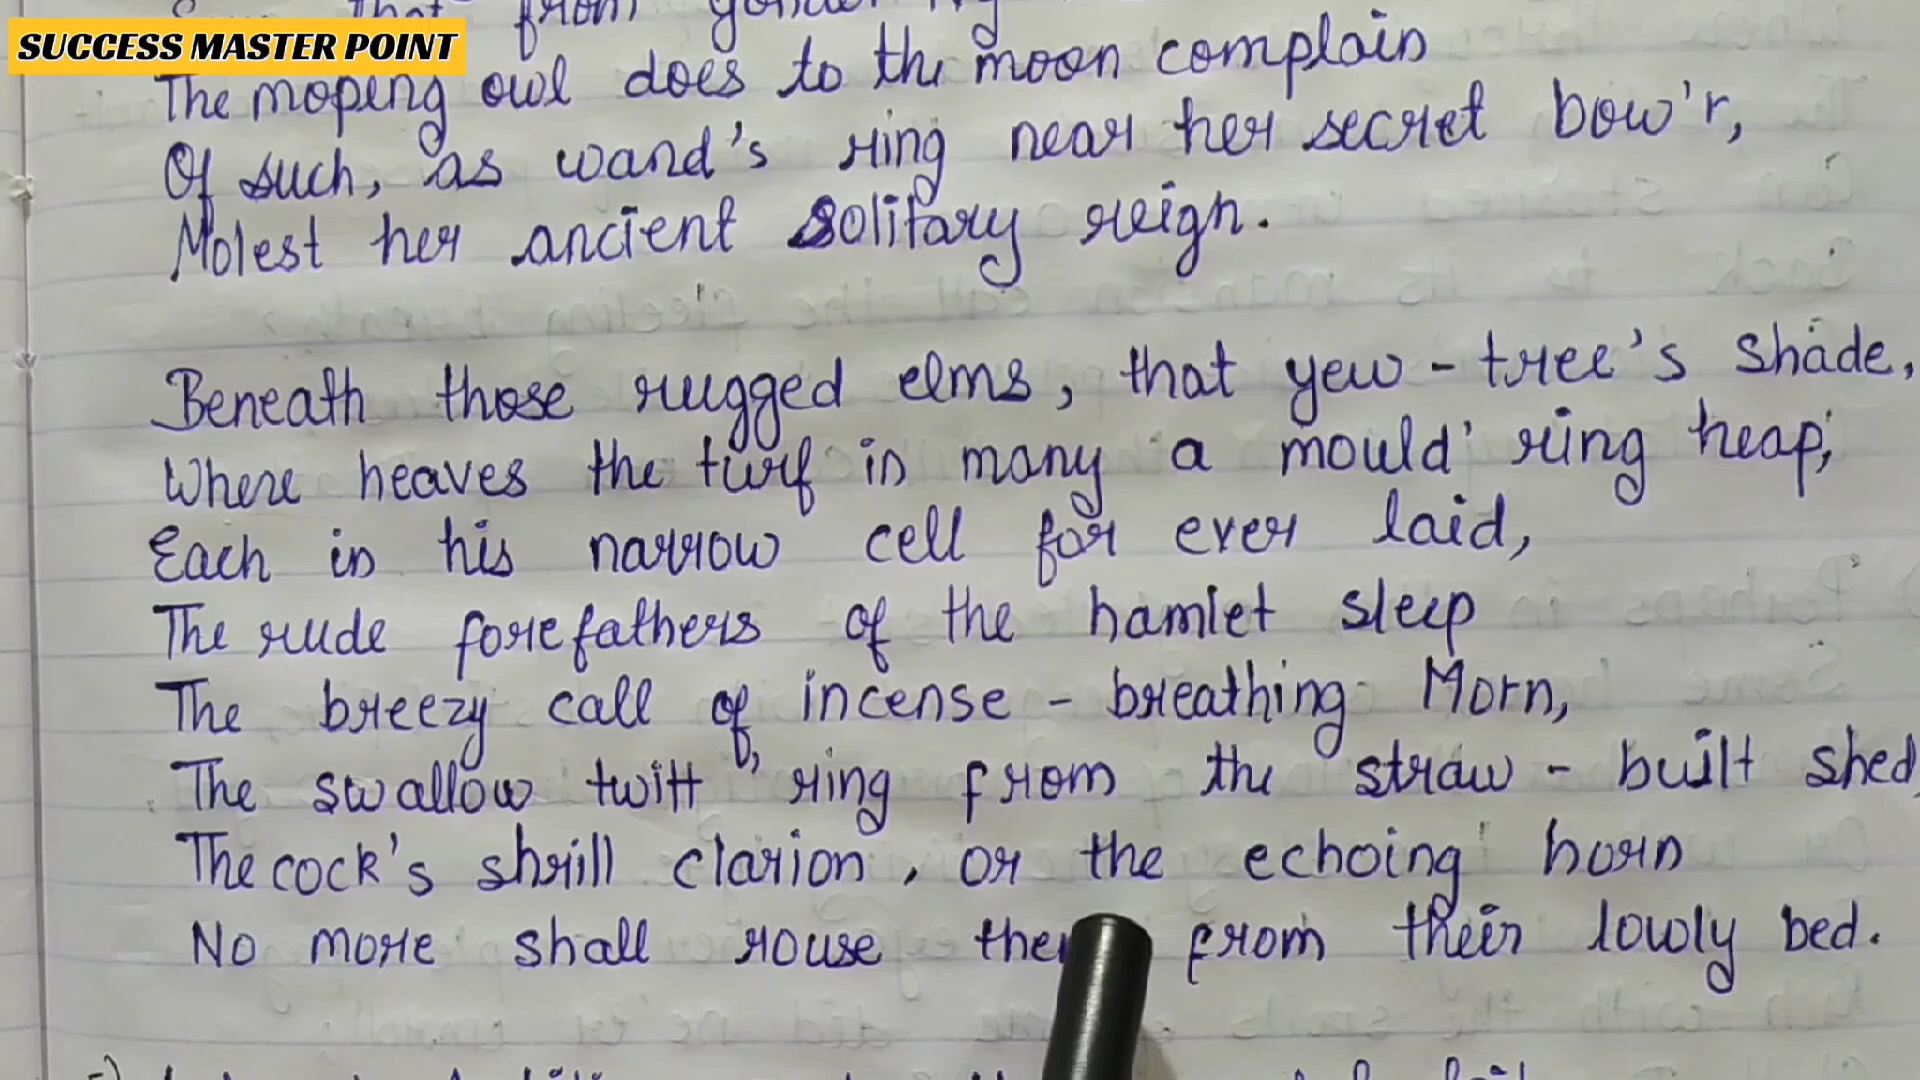 that from yonder
SUCCESS MASTER POINT
The moping owl does to the moon complain
Of such, as wand's ring near her secret bow'r,
Molest her ancient solitary reign.
Beneath those rugged elms, that yew - tree's shade,
Where heaves the turf in many a mould' ring heap;
Each in his narrow cell for ever laid,
The rude forefathers of the hamlet sleep
The breezy call of incense - breathing Morn,
The swallow twitt' ring from the straw - built shed,
The cock's shrill clarion, or the echoing horn
No more shall rouse from their lowly bed.